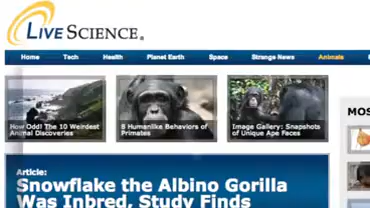 LIVESCIENCE®
Home Tech Health Planet Earth Space Strange News Animals
How Odd! The 10 Weirdest
Animal Discoveries
8 Humanlike Behaviors of
Primates
Image Gallery: Snapshots
of Unique Ape Faces
MOS
Article:
Snowflake the Albino Gorilla
Was Inbred, Study Finds